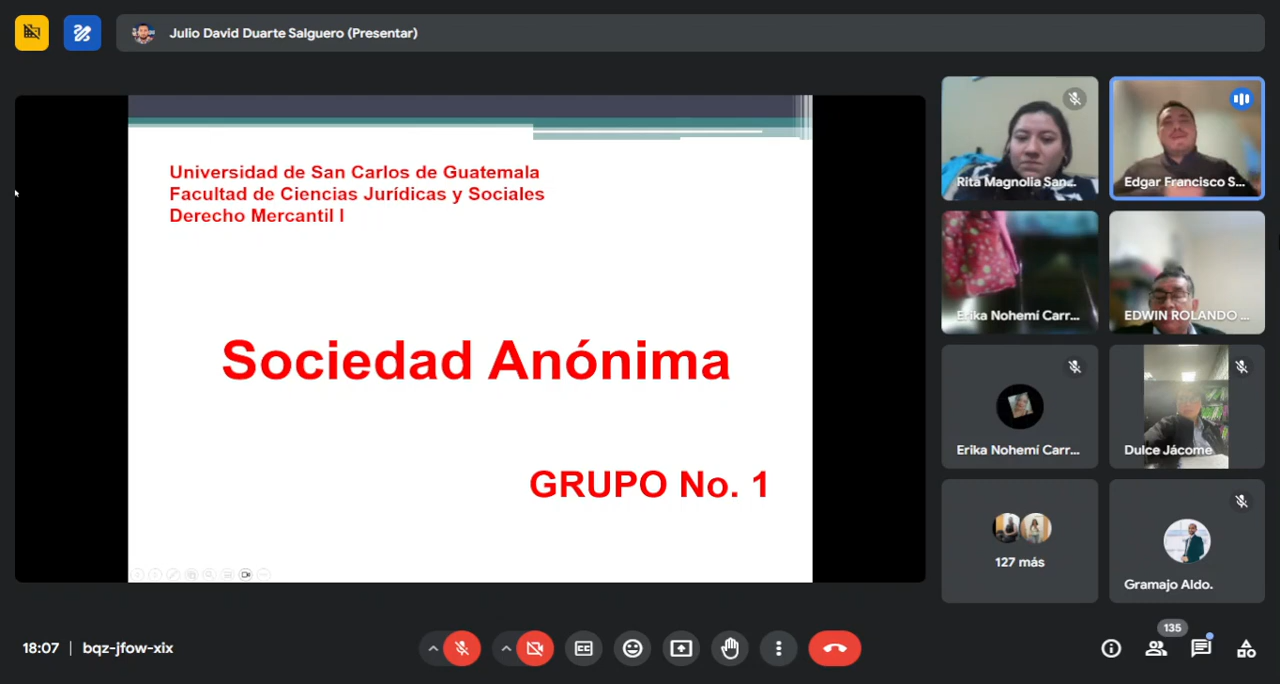 Julio David Duarte Salguero (Presentar)
Universidad de San Carlos de Guatemala
Facultad de Ciencias Jurídicas y Sociales
Derecho Mercantil I
Sociedad Anónima
GRUPO No. 1
Rita Magnolia San...
Edgar Francisco S...
Erika Nohemí Carr...
EDWIN ROLANDO ...
Erika Nohemí Carr...
Dulce Jácome
127 más
Gramajo Aldo.
18:07 | bqz-jfow-xix
135